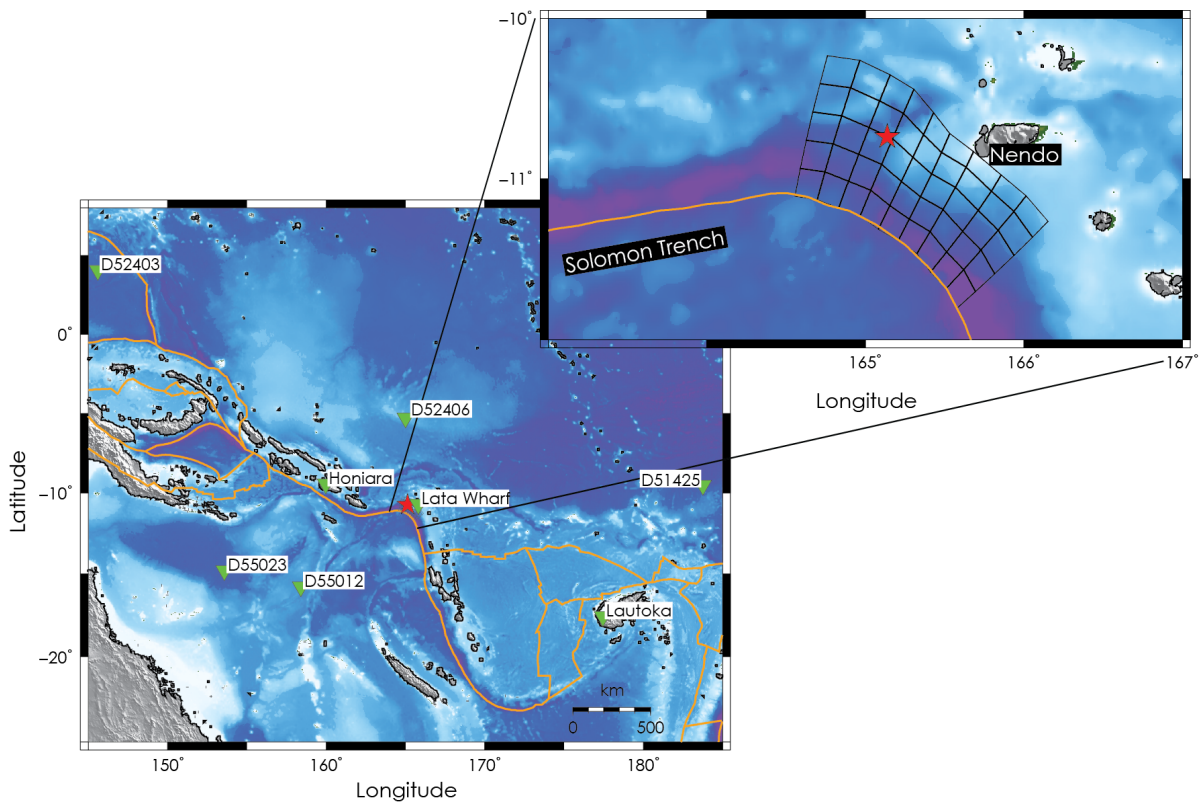 −10˚
−11˚
Nendo
Solomon Trench
165˚
166˚
167˚
Longitude
D52403
0˚
D52406
Honiara
Lata Wharf
D51425
−10˚
Latitude
D55023
D55012
Lautoka
−20˚
km
0
500
150˚
160˚
170˚
180˚
Longitude